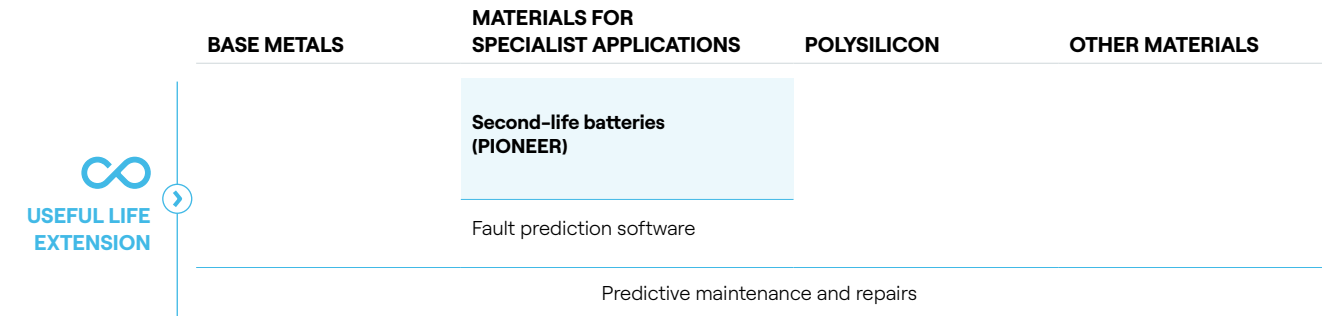 MATERIALS FOR
BASE METALS
SPECIALIST APPLICATIONS
POLYSILICON
OTHER MATERIALS
Second-life batteries
(PIONEER)
USEFUL LIFE
EXTENSION
Fault prediction software
Predictive maintenance and repairs